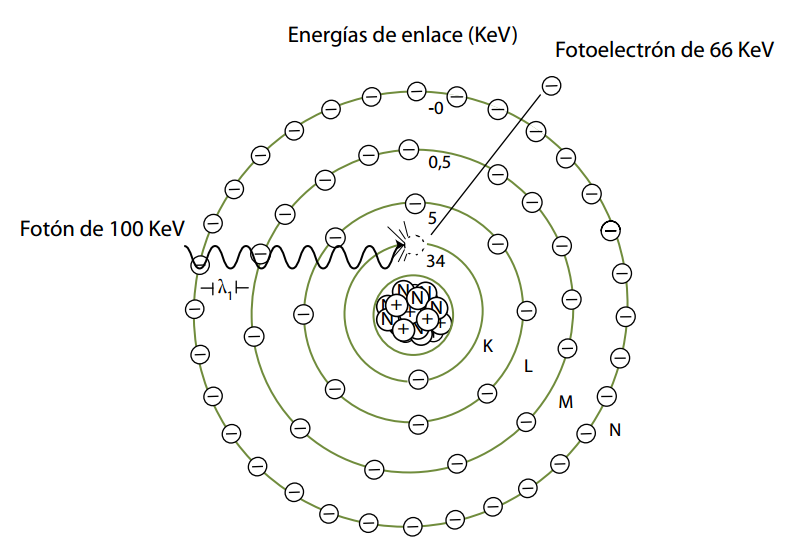 Energías de enlace (KeV)
Fotoelectrón de 66 KeV
-0
0,5
5
Fotón de 100 KeV
34
λ1
N N
N
N
N
K
L
M
N